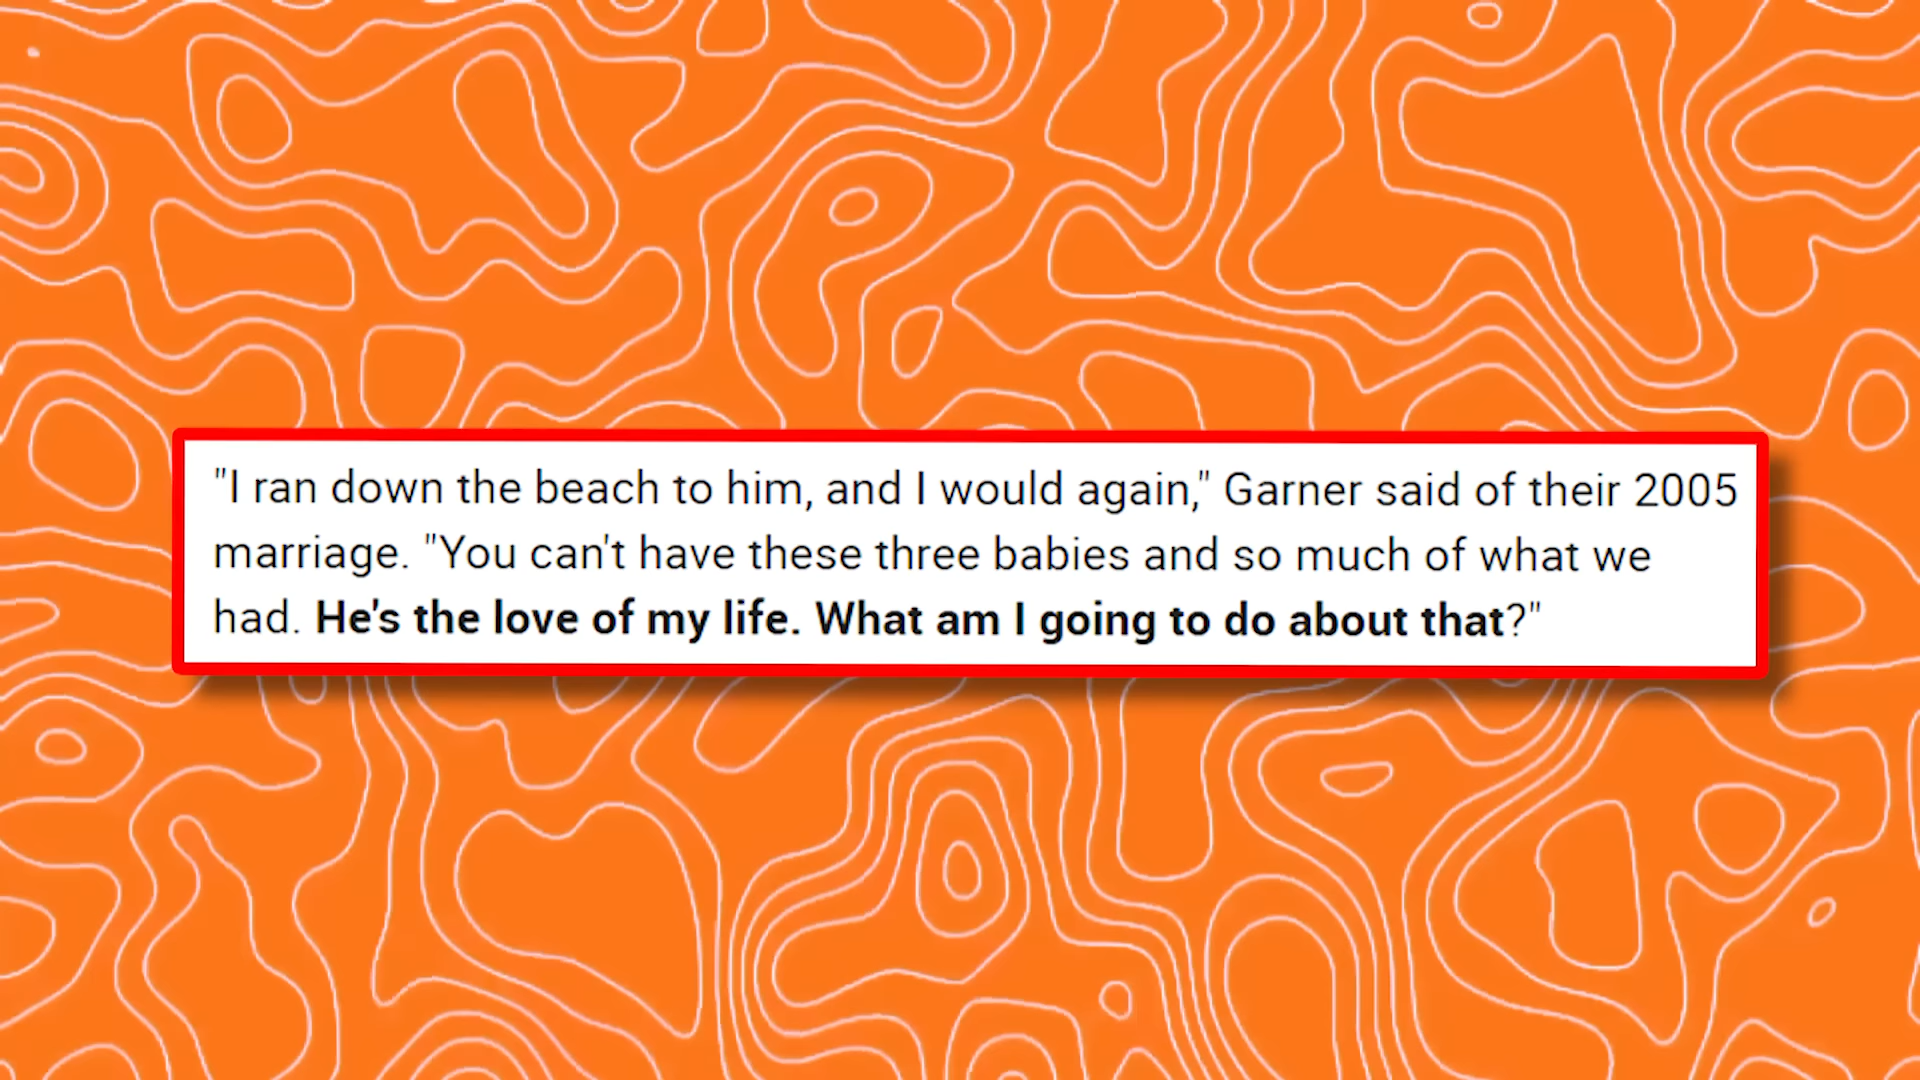 "I ran down the beach to him, and I would again," Garner said of their 2005
marriage. "You can't have these three babies and so much of what we
had. He's the love of my life. What am I going to do about that?"